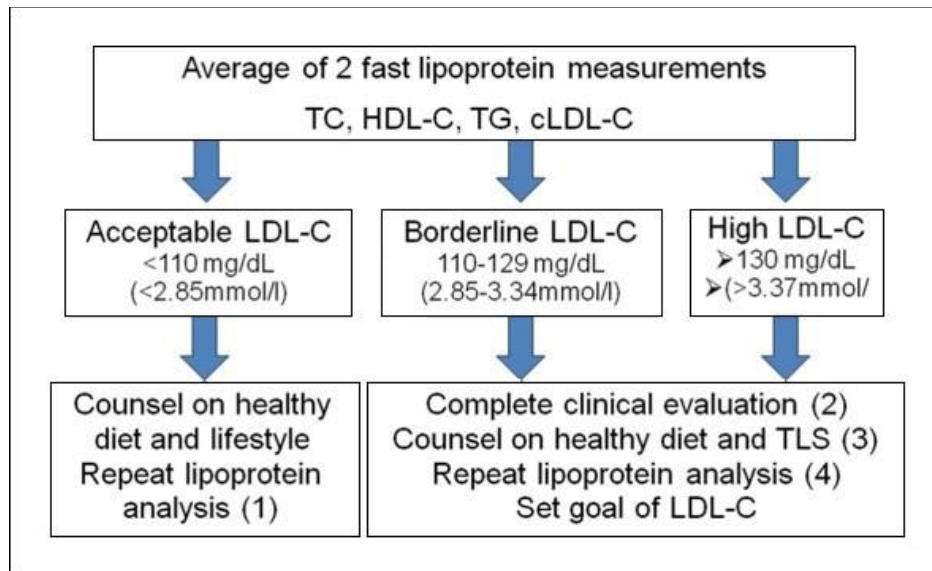 Average of 2 fast lipoprotein measurements
TC, HDL-C, TG, cLDL-C
Acceptable LDL-C
<110 mg/dL
(<2.85mmol/l)
Borderline LDL-C
110-129 mg/dL
(2.85-3.34mmol/l)
High LDL-C
➢130 mg/dL
➢(>3.37mmol/
Counsel on healthy
diet and lifestyle
Repeat lipoprotein
analysis (1)
Complete clinical evaluation (2)
Counsel on healthy diet and TLS (3)
Repeat lipoprotein analysis (4)
Set goal of LDL-C